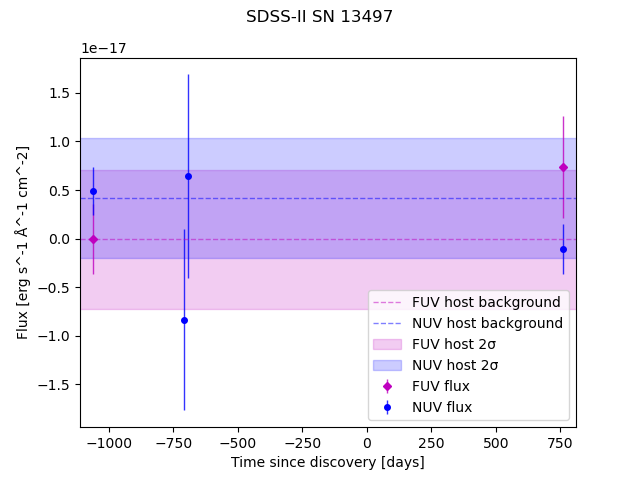 SDSS-II SN 13497
1e−17
1.5
1.0
0.5
0.0
−0.5
−1.0
−1.5
Flux [erg s^-1 Å^-1 cm^-2]
FUV host background
NUV host background
FUV host 2σ
NUV host 2σ
FUV flux
NUV flux
−1000 −750 −500 −250 0 250 500 750
Time since discovery [days]